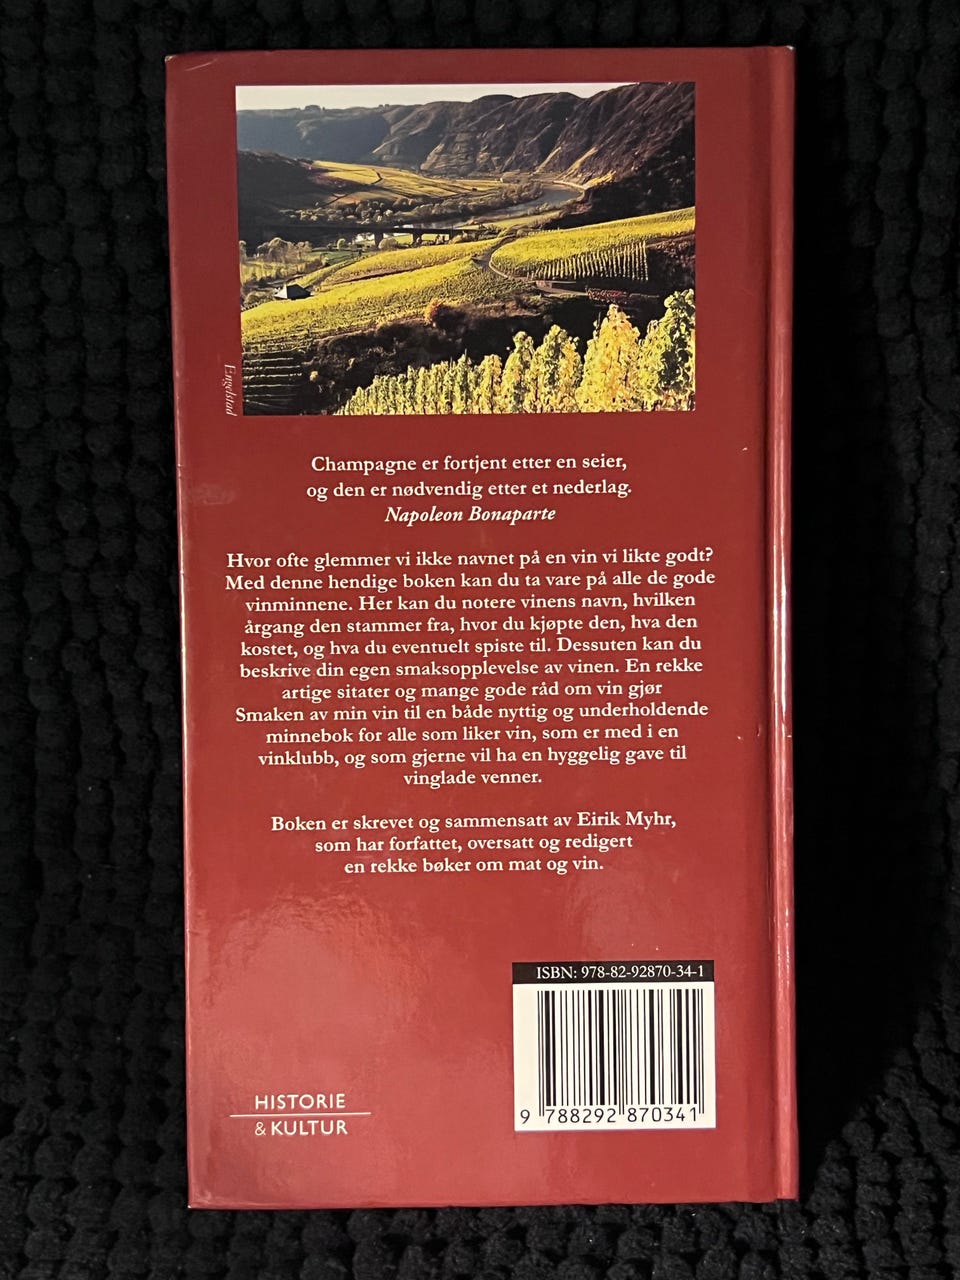 Engelstad
Champagne er fortjent etter en seier,
og den er nødvendig etter et nederlag.
Napoleon Bonaparte
Hvor ofte glemmer vi ikke navnet på en vin vi likte godt?
Med denne hendige boken kan du ta vare på alle de gode
vinminnene. Her kan du notere vinens navn, hvilken
årgang den stammer fra, hvor du kjøpte den, hva den
kostet, og hva du eventuelt spiste til. Dessuten kan du
beskrive din egen smaksopplevelse av vinen. En rekke
artige sitater og mange gode råd om vin gjør
Smaken av min vin til en både nyttig og underholdende
minnebok for alle som liker vin, som er med i en
vinklubb, og som gjerne vil ha en hyggelig gave til
vinglade venner.
Boken er skrevet og sammensatt av Eirik Myhr,
som har forfattet, oversatt og redigert
en rekke bøker om mat og vin.
ISBN: 978-82-92870-34-1
9 788292 870341
HISTORIE
& KULTUR